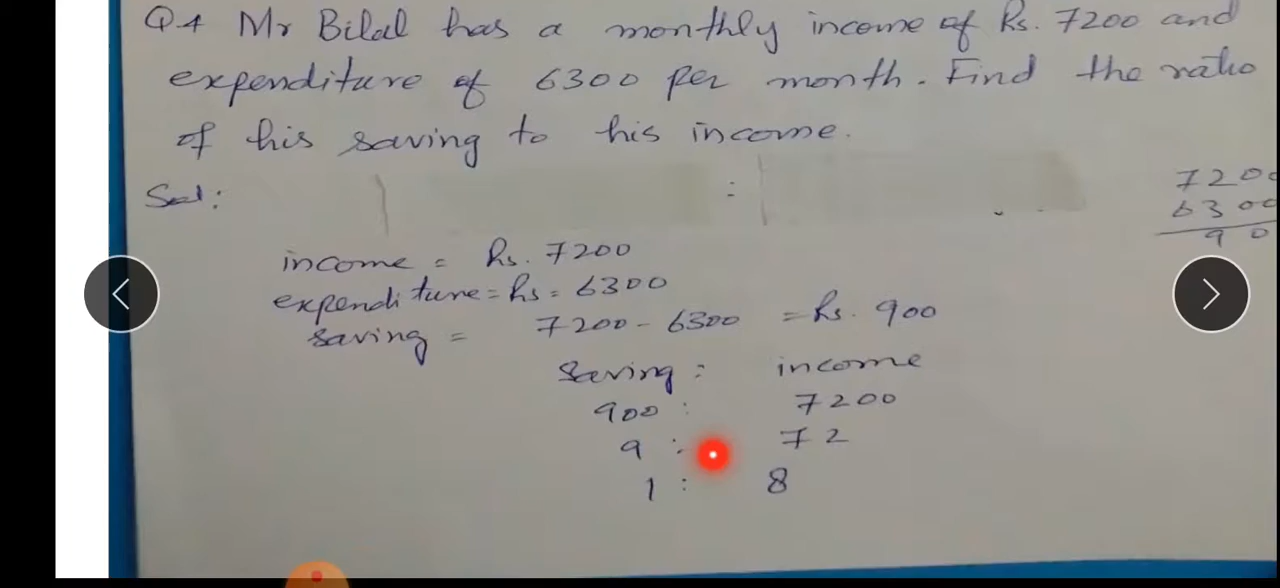 Q4 Mr Bilal has a monthly income of Rs. 7200 and
expenditure of 6300 per month. Find the ratio
of his saving to his income.
Sol:
:
7200
6300
90
income = Rs. 7200
expenditure = Rs = 6300
saving = 7200 - 6300 = Rs. 900
Saving : income
900 : 7200
9 : 72
1 : 8